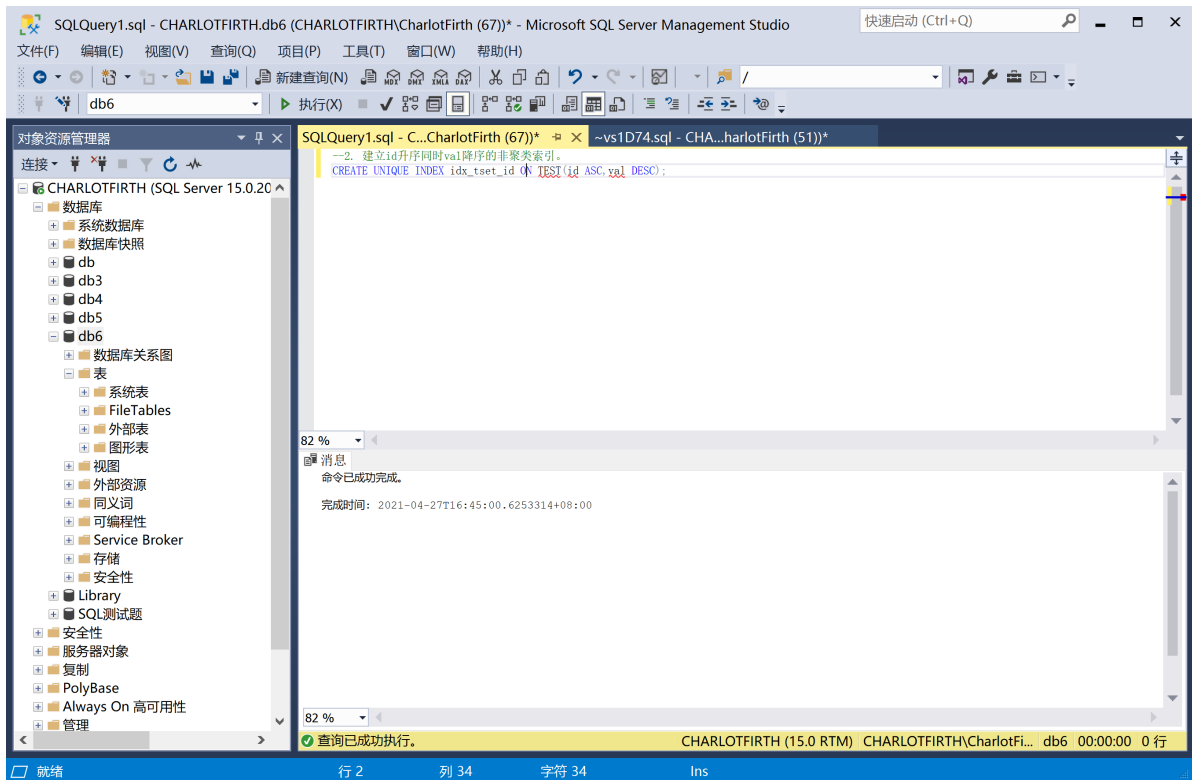 SQLQuery1.sql - CHARLOTFIRTH.db6 (CHARLOTFIRTH\CharlotFirth (67))* - Microsoft SQL Server Management Studio
快速启动 (Ctrl+Q)
文件(F) 编辑(E) 视图(V) 查询(Q) 项目(P) 工具(T) 窗口(W) 帮助(H)
新建查询(N) MDX DMX XMLA DAX /
db6 执行(X)
对象资源管理器
连接
CHARLOTFIRTH (SQL Server 15.0.20
数据库
系统数据库
数据库快照
db
db3
db4
db5
db6
数据库关系图
表
系统表
FileTables
外部表
图形表
视图
外部资源
同义词
可编程性
Service Broker
存储
安全性
Library
SQL测试题
安全性
服务器对象
复制
PolyBase
Always On 高可用性
管理
SQLQuery1.sql - C...CharlotFirth (67))* ~vs1D74.sql - CHA...harlotFirth (51))*
--2. 建立id升序同时val降序的非聚类索引。
CREATE UNIQUE INDEX idx_tset_id ON TEST(id ASC,val DESC);
82 %
消息
命令已成功完成。
完成时间: 2021-04-27T16:45:00.6253314+08:00
82 %
查询已成功执行。 CHARLOTFIRTH (15.0 RTM) CHARLOTFIRTH\CharlotFi... db6 00:00:00 0 行
就绪 行 2 列 34 字符 34 Ins